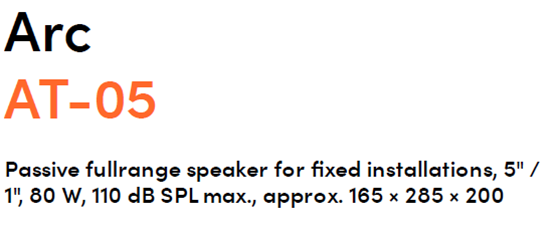 Arc
AT-05
Passive fullrange speaker for fixed installations, 5" /
1", 80 W, 110 dB SPL max., approx. 165 × 285 × 200